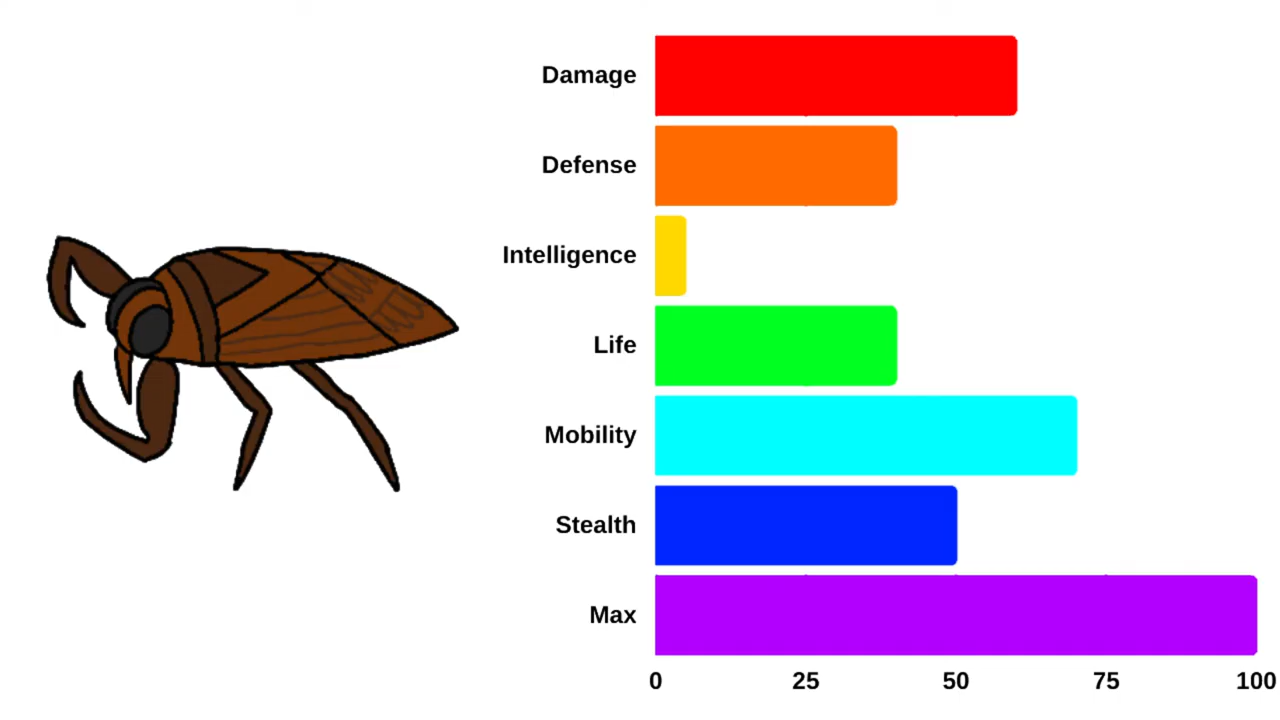 Damage
Defense
Intelligence
Life
Mobility
Stealth
Max
0 25 50 75 100